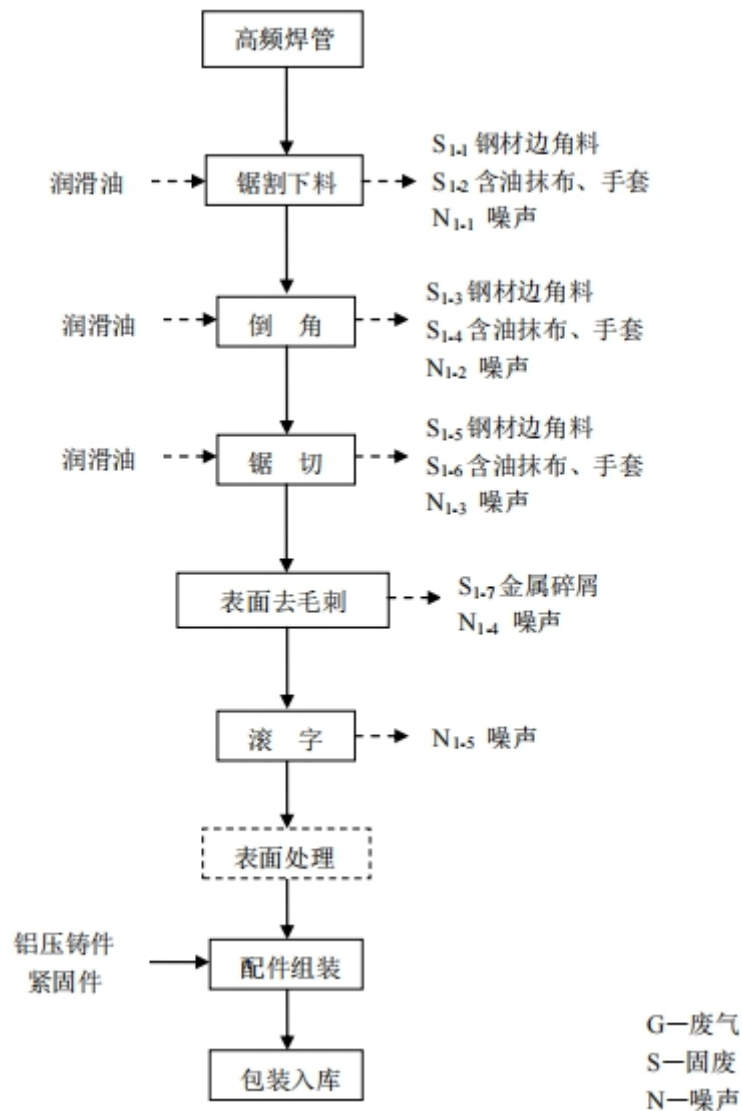 高频焊管
S1-1 钢材边角料
润滑油
锯割下料
S1-2 含油抹布、手套
N1-1 噪声
S1-3 钢材边角料
润滑油
倒 角
S1-4 含油抹布、手套
N1-2 噪声
S1-5 钢材边角料
润滑油
锯 切
S1-6 含油抹布、手套
N1-3 噪声
表面去毛刺
S1-7 金属碎屑
N1-4 噪声
滚 字
N1-5 噪声
表面处理
铝压铸件
紧固件
配件组装
包装入库
G—废气
S—固废
N—噪声